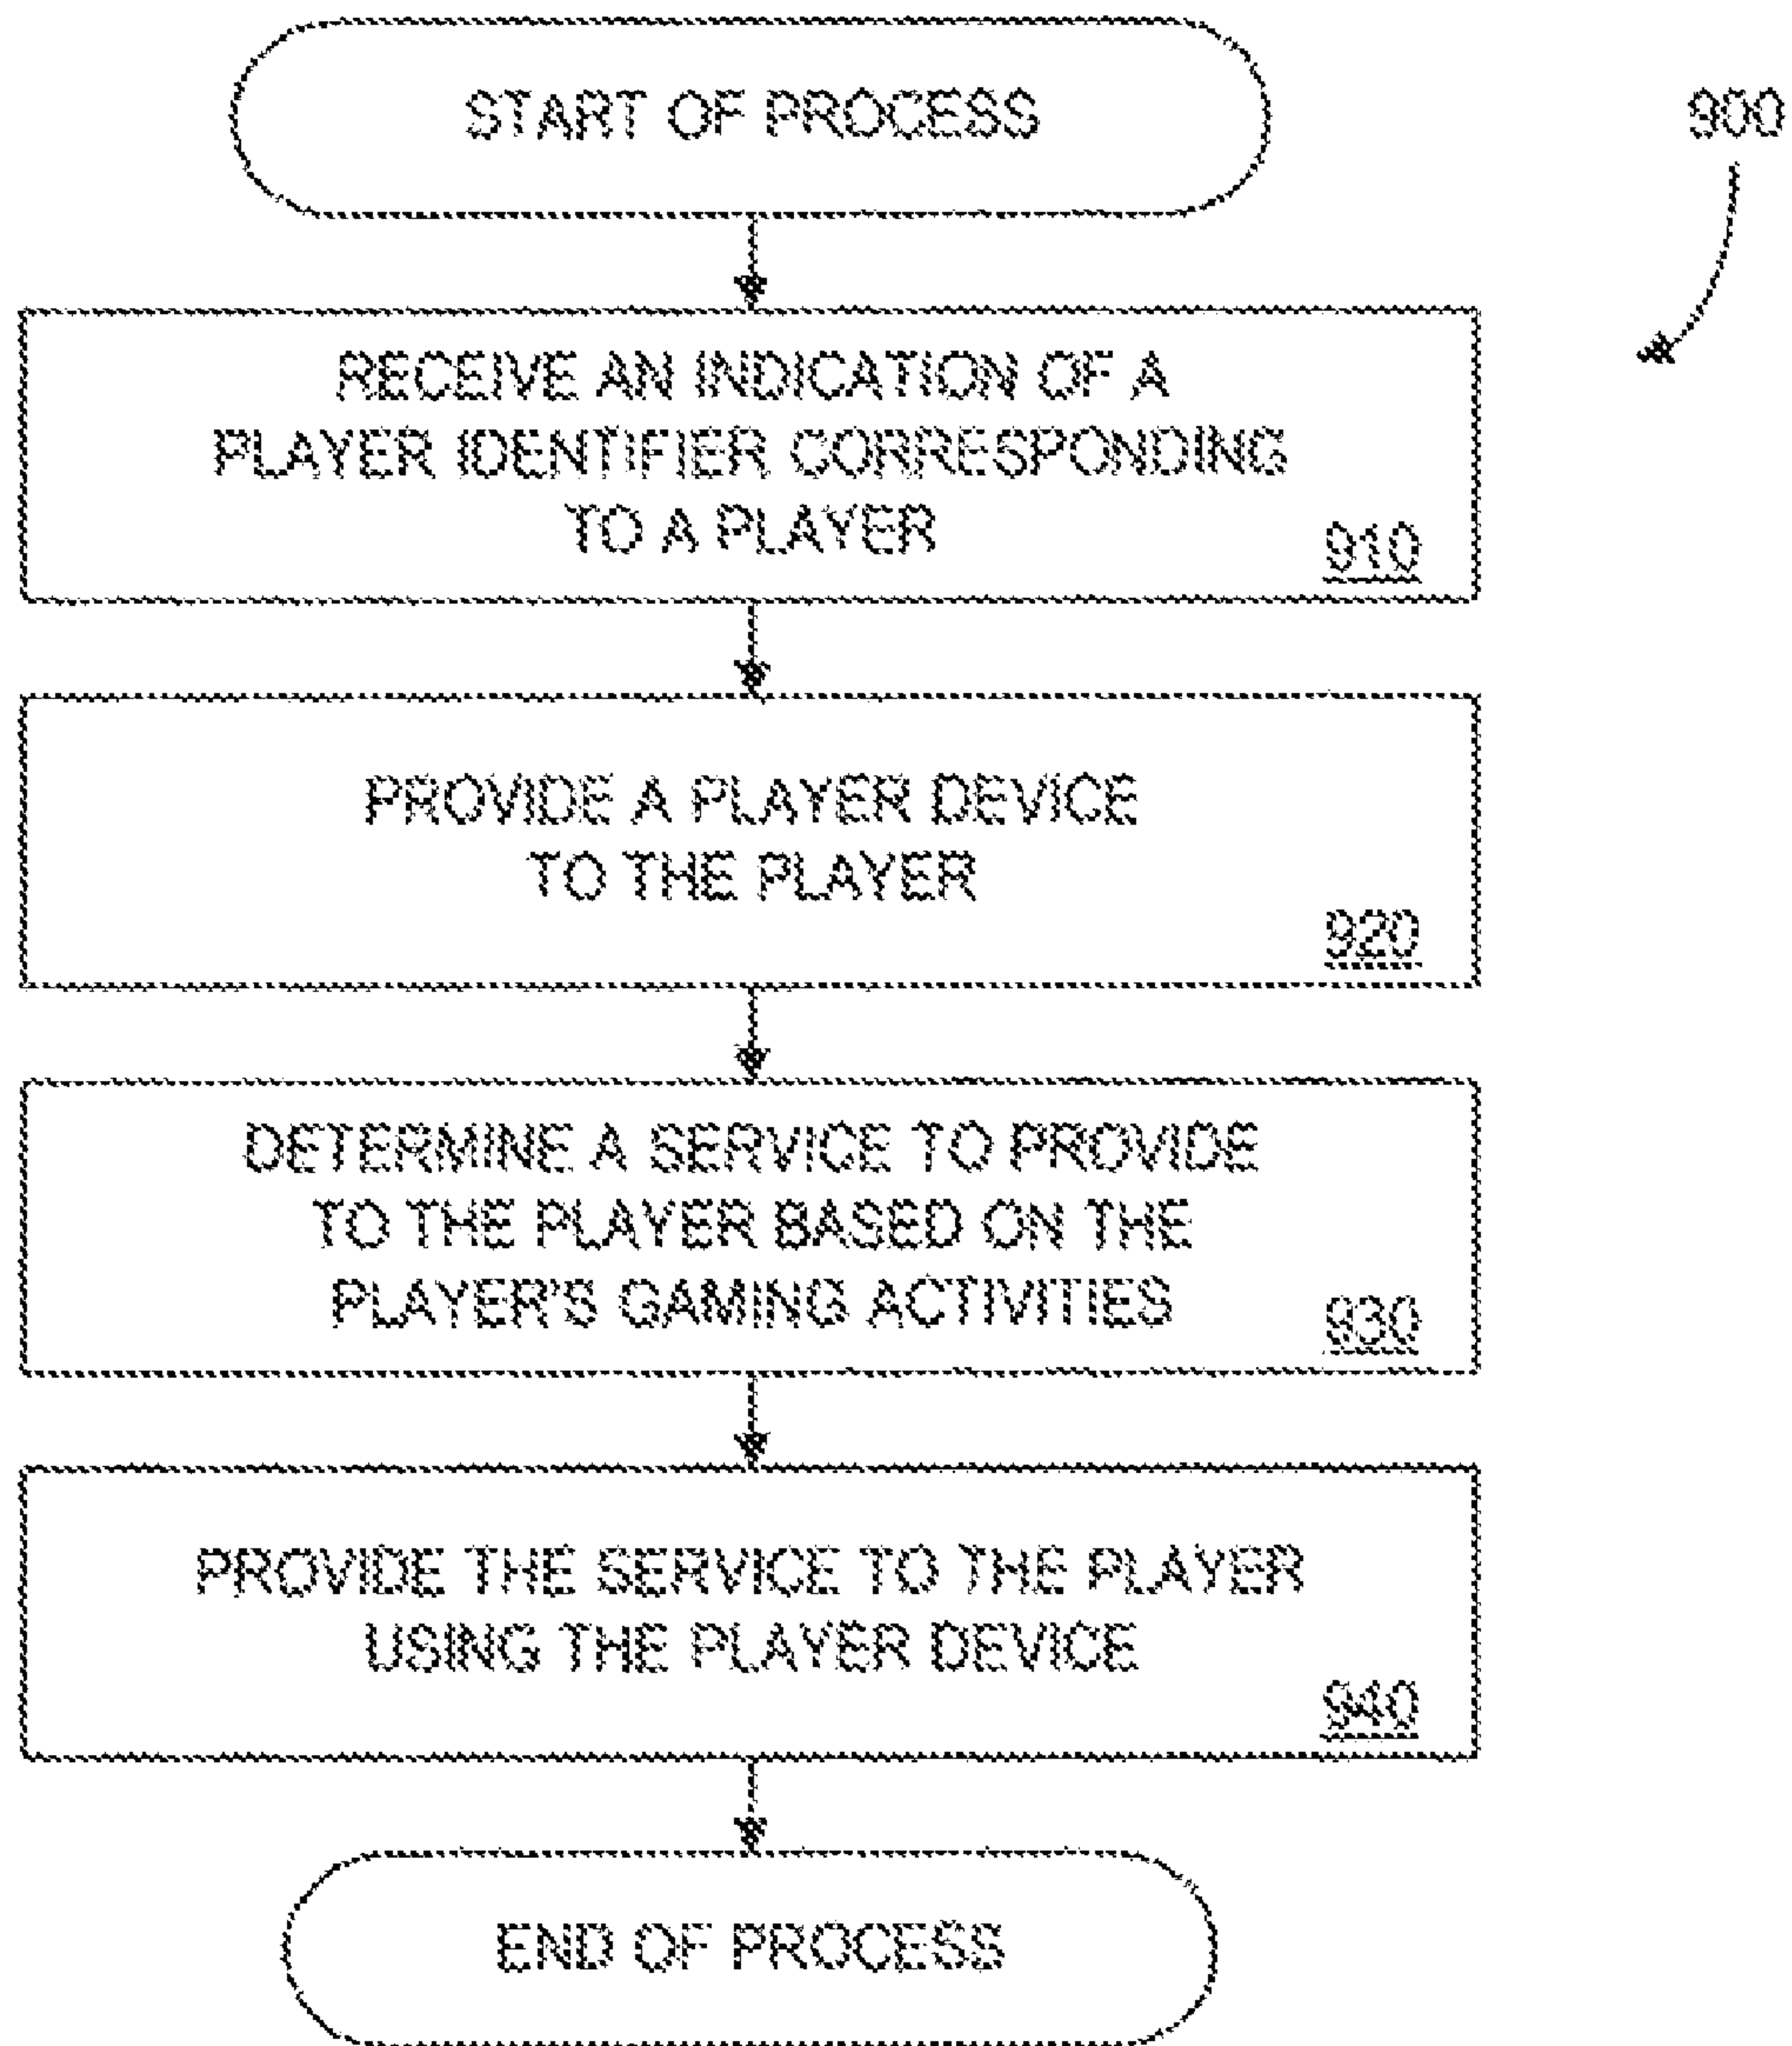 START OF PROCESS
900
RECEIVE AN INDICATION OF A
PLAYER IDENTIFIER CORRESPONDING
TO A PLAYER
910
PROVIDE A PLAYER DEVICE
TO THE PLAYER
920
DETERMINE A SERVICE TO PROVIDE
TO THE PLAYER BASED ON THE
PLAYER'S GAMING ACTIVITIES
930
PROVIDE THE SERVICE TO THE PLAYER
USING THE PLAYER DEVICE
940
END OF PROCESS